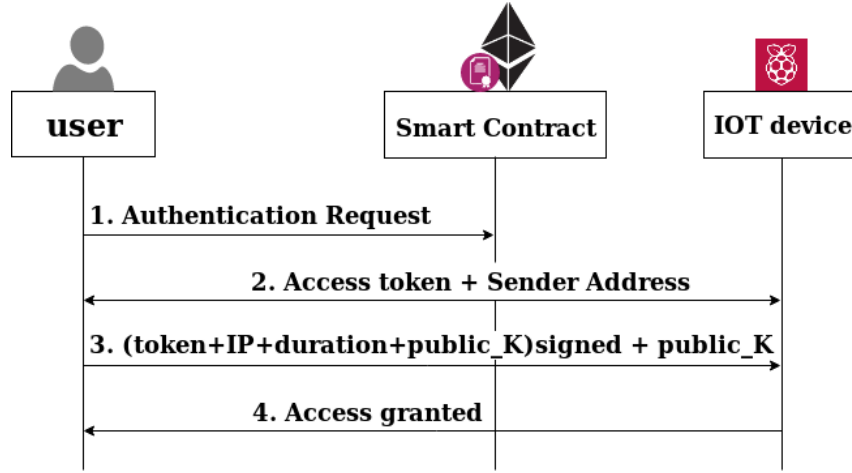 user
Smart Contract
IOT device
1. Authentication Request
2. Access token + Sender Address
3. (token+IP+duration+public_K)signed + public_K
4. Access granted